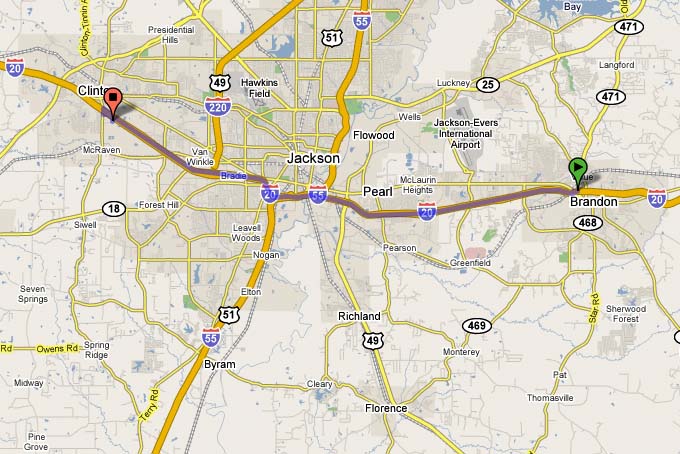 Bay
Old
Clinton-Tinnin
Presidential
Hills
55
51
471
Langford
20
49
Hawkins
Field
Luckney
25
Clinton
220
471
Wells
Jackson-Evers
International
Airport
Flowood
McRaven
Van
Winkle
Jackson
Brade
McLaurin
Heights
Pearl
20
55
20
Brandon
20
18
Forest Hill
Siwell
468
Leavell
Woods
Pearson
Nogan
Greenfield
Seven
Springs
Elton
Star Rd
Sherwood
Forest
51
Richland
469
55
49
Rd
Owens Rd
Spring
Ridge
Monterey
Byram
Midway
Cleary
Pat
Thomasville
Terry Rd
Florence
Pine
Grove